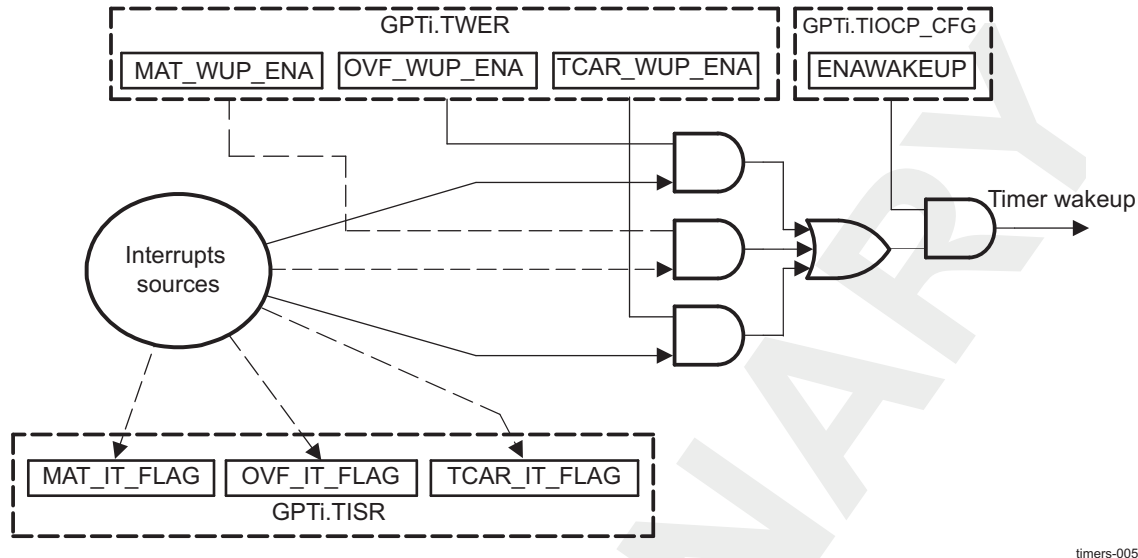 GPTi.TWER
GPTi.TIOCP_CFG
MAT_WUP_ENA
OVF_WUP_ENA
TCAR_WUP_ENA
ENAWAKEUP
Timer wakeup
Interrupts
sources
MAT_IT_FLAG
OVF_IT_FLAG
TCAR_IT_FLAG
GPTi.TISR
NARY
timers-005